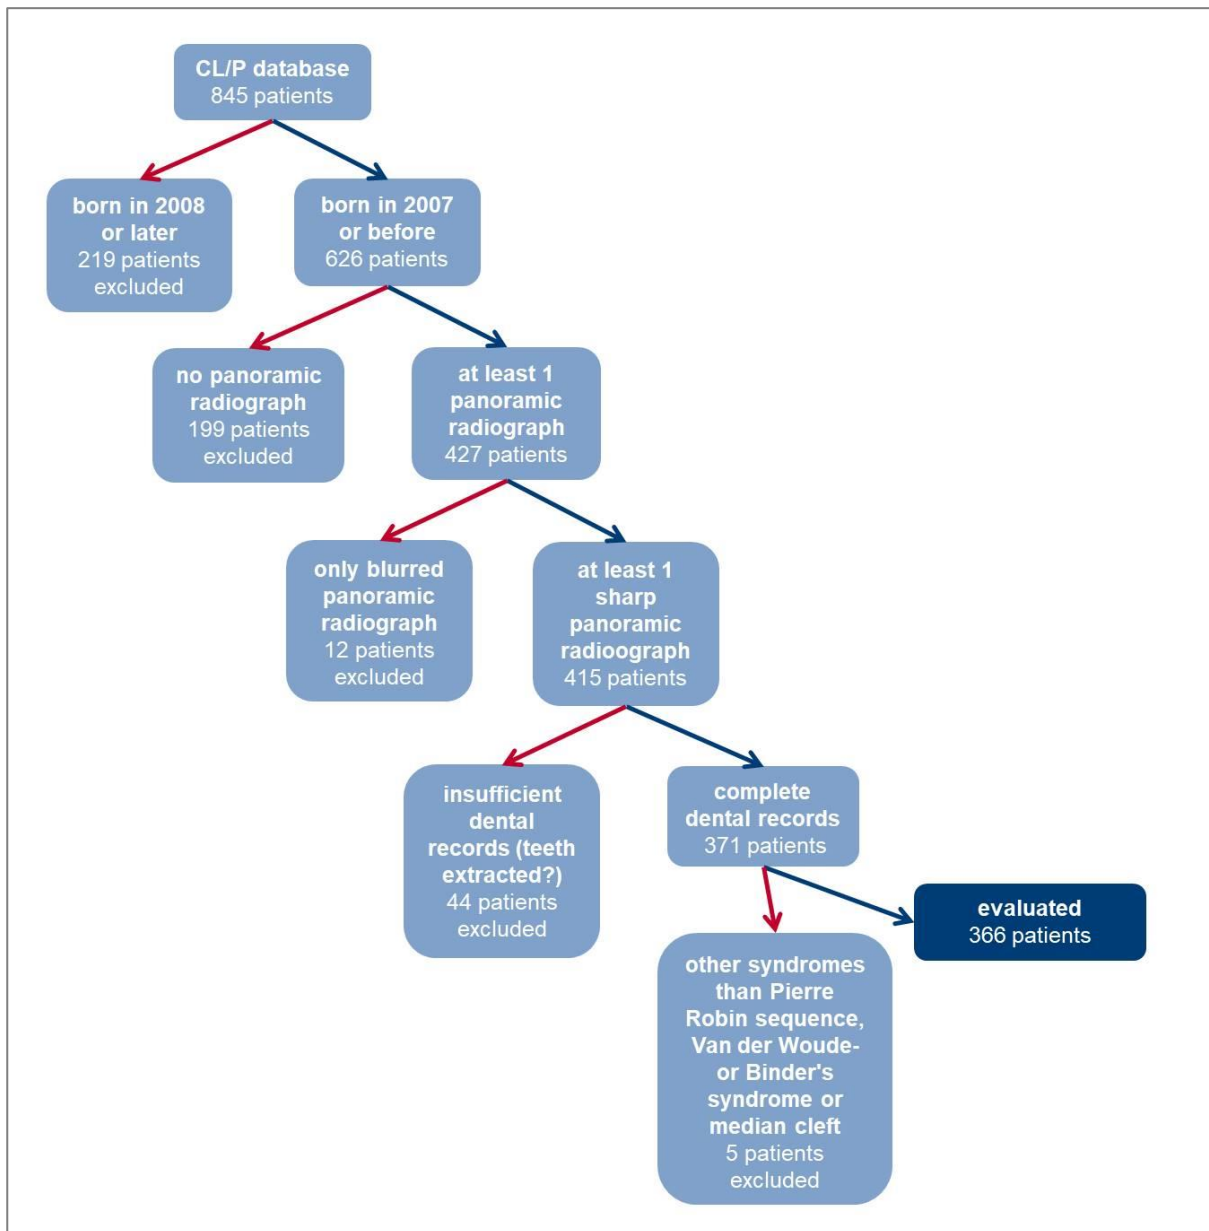 CL/P database
845 patients
born in 2008
or later
219 patients
excluded
born in 2007
or before
626 patients
no panoramic
radiograph
199 patients
excluded
at least 1
panoramic
radiograph
427 patients
only blurred
panoramic
radiograph
12 patients
excluded
at least 1
sharp
panoramic
radioograph
415 patients
insufficient
dental
records (teeth
extracted?)
44 patients
excluded
complete
dental records
371 patients
evaluated
366 patients
other syndromes
than Pierre
Robin sequence,
Van der Woude-
or Binder's
syndrome or
median cleft
5 patients
excluded